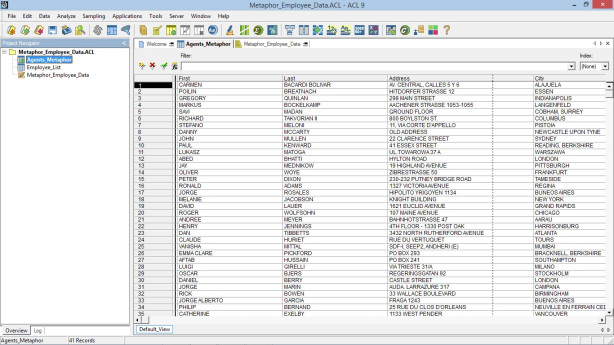 Metaphor_Employee_Data.ACL - ACL 9
File Edit Data Analyze Sampling Applications Tools Server Window Help
Project Navigator
Welcome Agents_Metaphor Metaphor_Employee_Data
Metaphor_Employee_Data.ACL
Agents_Metaphor
Employee_List
Metaphor_Employee_Data
Filter: Index:
(None)
First Last Address City
1 CARMEN BACARDI BOLIVAR AV. CENTRAL, CALLES 5 Y 6 ALAJUELA
2 POILIN BREATNACH HITDORFER STRASSE 12 ESSEN
3 GREGORY QUINLAN 298 MAIN STREET INDIANAPOLIS
4 MARKUS BOCKELKAMP AACHENER STRASSE 1053-1055 LANGENFELD
5 SAVI MADAN GROUND FLOOR COBHAM, SURREY
6 RICHARD TAKVORIAN II 800 BOYLSTON ST. COLUMBUS
7 STEFANO MELONI 11, VIA CORTE D'APPELLO PISTOIA
8 DANNY MCCARTY OLD ADDRESS NEWCASTLE UPON TYNE
9 JOHN MULLEN 22 CLARENCE STREET SYDNEY
10 PAUL KENWARD 41 ESSEX STREET READING, BERKSHIRE
11 LUKASZ MATOGA UL. TOWAROWA 37 A WARSZAWA
12 ABED BHATTI HYLTON ROAD LONDON
13 JAY MEDNIKOW 19 HIGHLAND AVENUE PITTSBURGH
14 OLIVER WOYE ZIBRESTRASSE 50 FRANKFURT
15 PETER DIXON 230-232 PUTNEY BRIDGE ROAD TAMESIDE
16 RONALD ADAMS 1327 VICTORIA AVENUE REGINA
17 JORGE ROSALES HIPOLITO YRIGOYEN 1134 BUNEOS AIRES
18 MELANIE JACOBSON KNIGHT BUILDING NEW YORK
19 DAVID LAUER 1621 EUCLID AVENUE GRAND RAPIDS
20 ROGER WOLFSOHN 107 MAINE AVENUE CHICAGO
21 ANDREE MEYER BAHNHOTSTRASSE 47 AARAU
22 HENRY JENNINGS 4TH FLOOR - 1330 POST OAK HARRISONBURG
23 DAN TIBBETTS 3432 NORTH RUTHERFORD AVENUE ATLANTA
24 CLAUDE HURIET RUE DU VERTUQUET TOURS
25 VANISHA MITTAL SDF-I, SEEPZ, ANDHERI (E) MUMBAI
26 EMMA CLARE PICKFORD PO BOX 293 BRACKNELL, BERKSHIRE
27 AFTAB HUSSAIN PO BOX 241 SOUTHAMPTON
28 LUIGI GIRELLI VIA TRIESTE 31/A MILANO
29 OSCAR BJERS REGERINGSGATAN 92 STOCKHOLM
30 DANIEL BERRY CASTLE STREET LONDON
31 JORGE MARIN AUDA. LARRAZURE 317 CAMPANA
32 RICK BOWEN 33 WALLACE BOULEVARD BIRMINGHAM
33 JORGE ALBERTO GARCIA FRAGA 1243 BUENOS AIRES
34 PHILIP BERNAND 25 RUE DU CLOS D'ORLEANS NEUVILLE EN FERRAIN CE
35 CATHERINE EXELBY 1133 WEST PENDER VANCOUVER
Default_View
Overview Log
Agents_Metaphor 41 Records